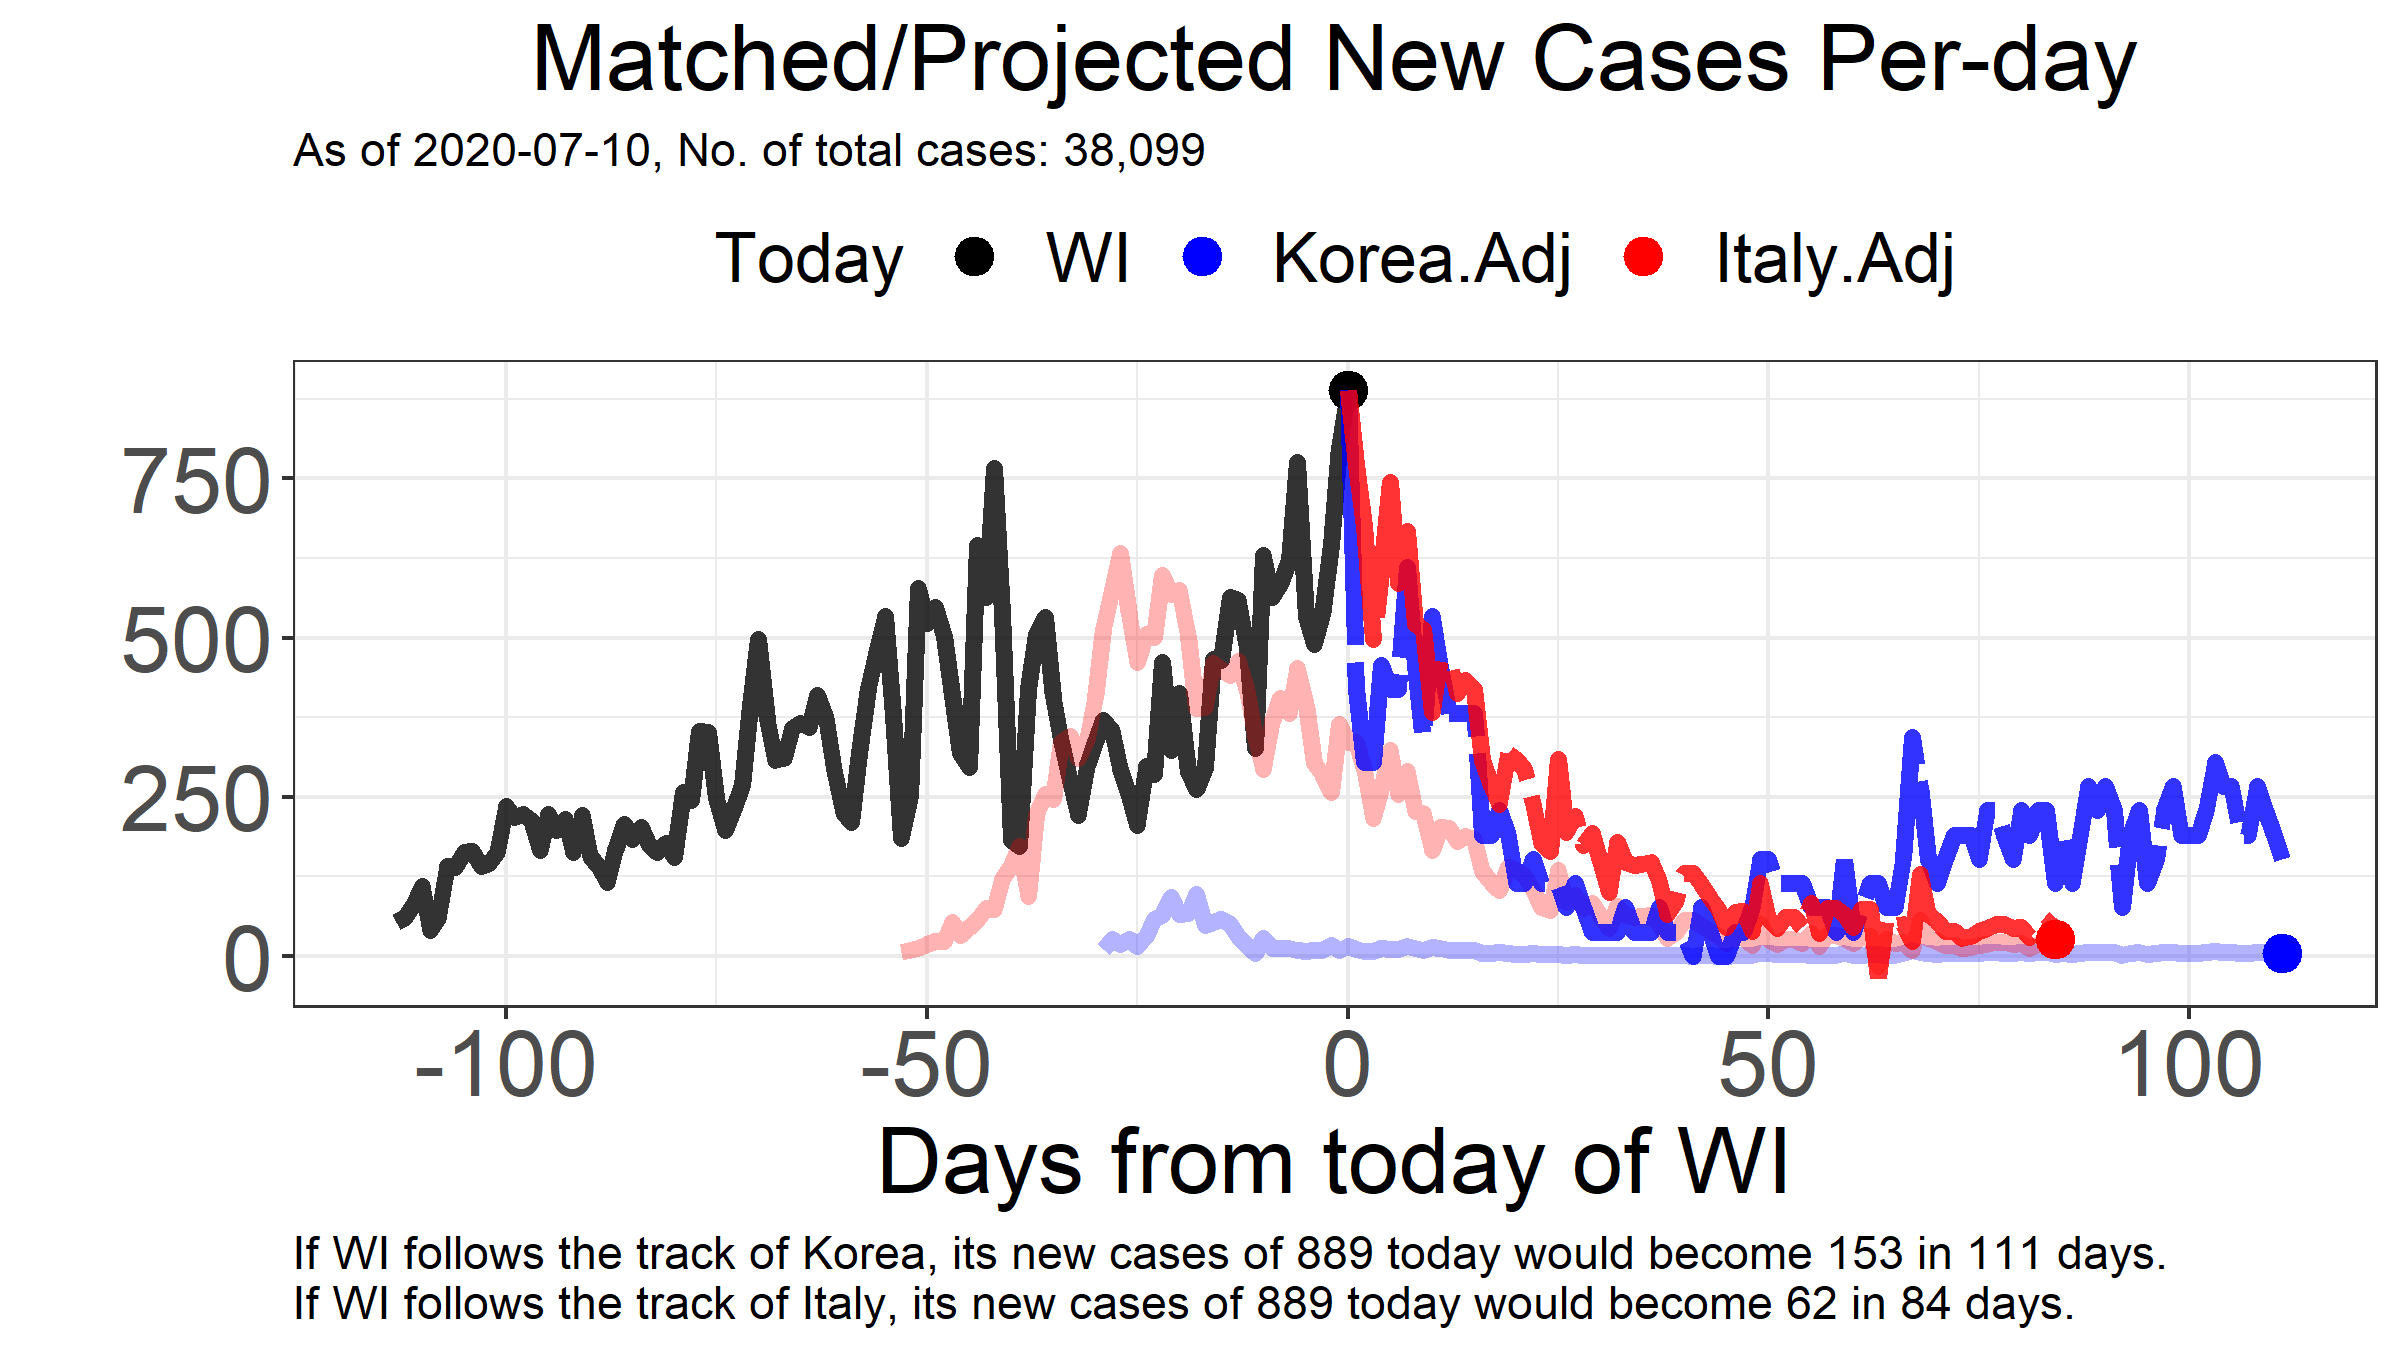 Matched/Projected New Cases Per-day
As of 2020-07-10, No. of total cases: 38,099
Today WI Korea.Adj Italy.Adj
750
500
250
0
-100 -50 0 50 100
Days from today of WI
If WI follows the track of Korea, its new cases of 889 today would become 153 in 111 days.
If WI follows the track of Italy, its new cases of 889 today would become 62 in 84 days.